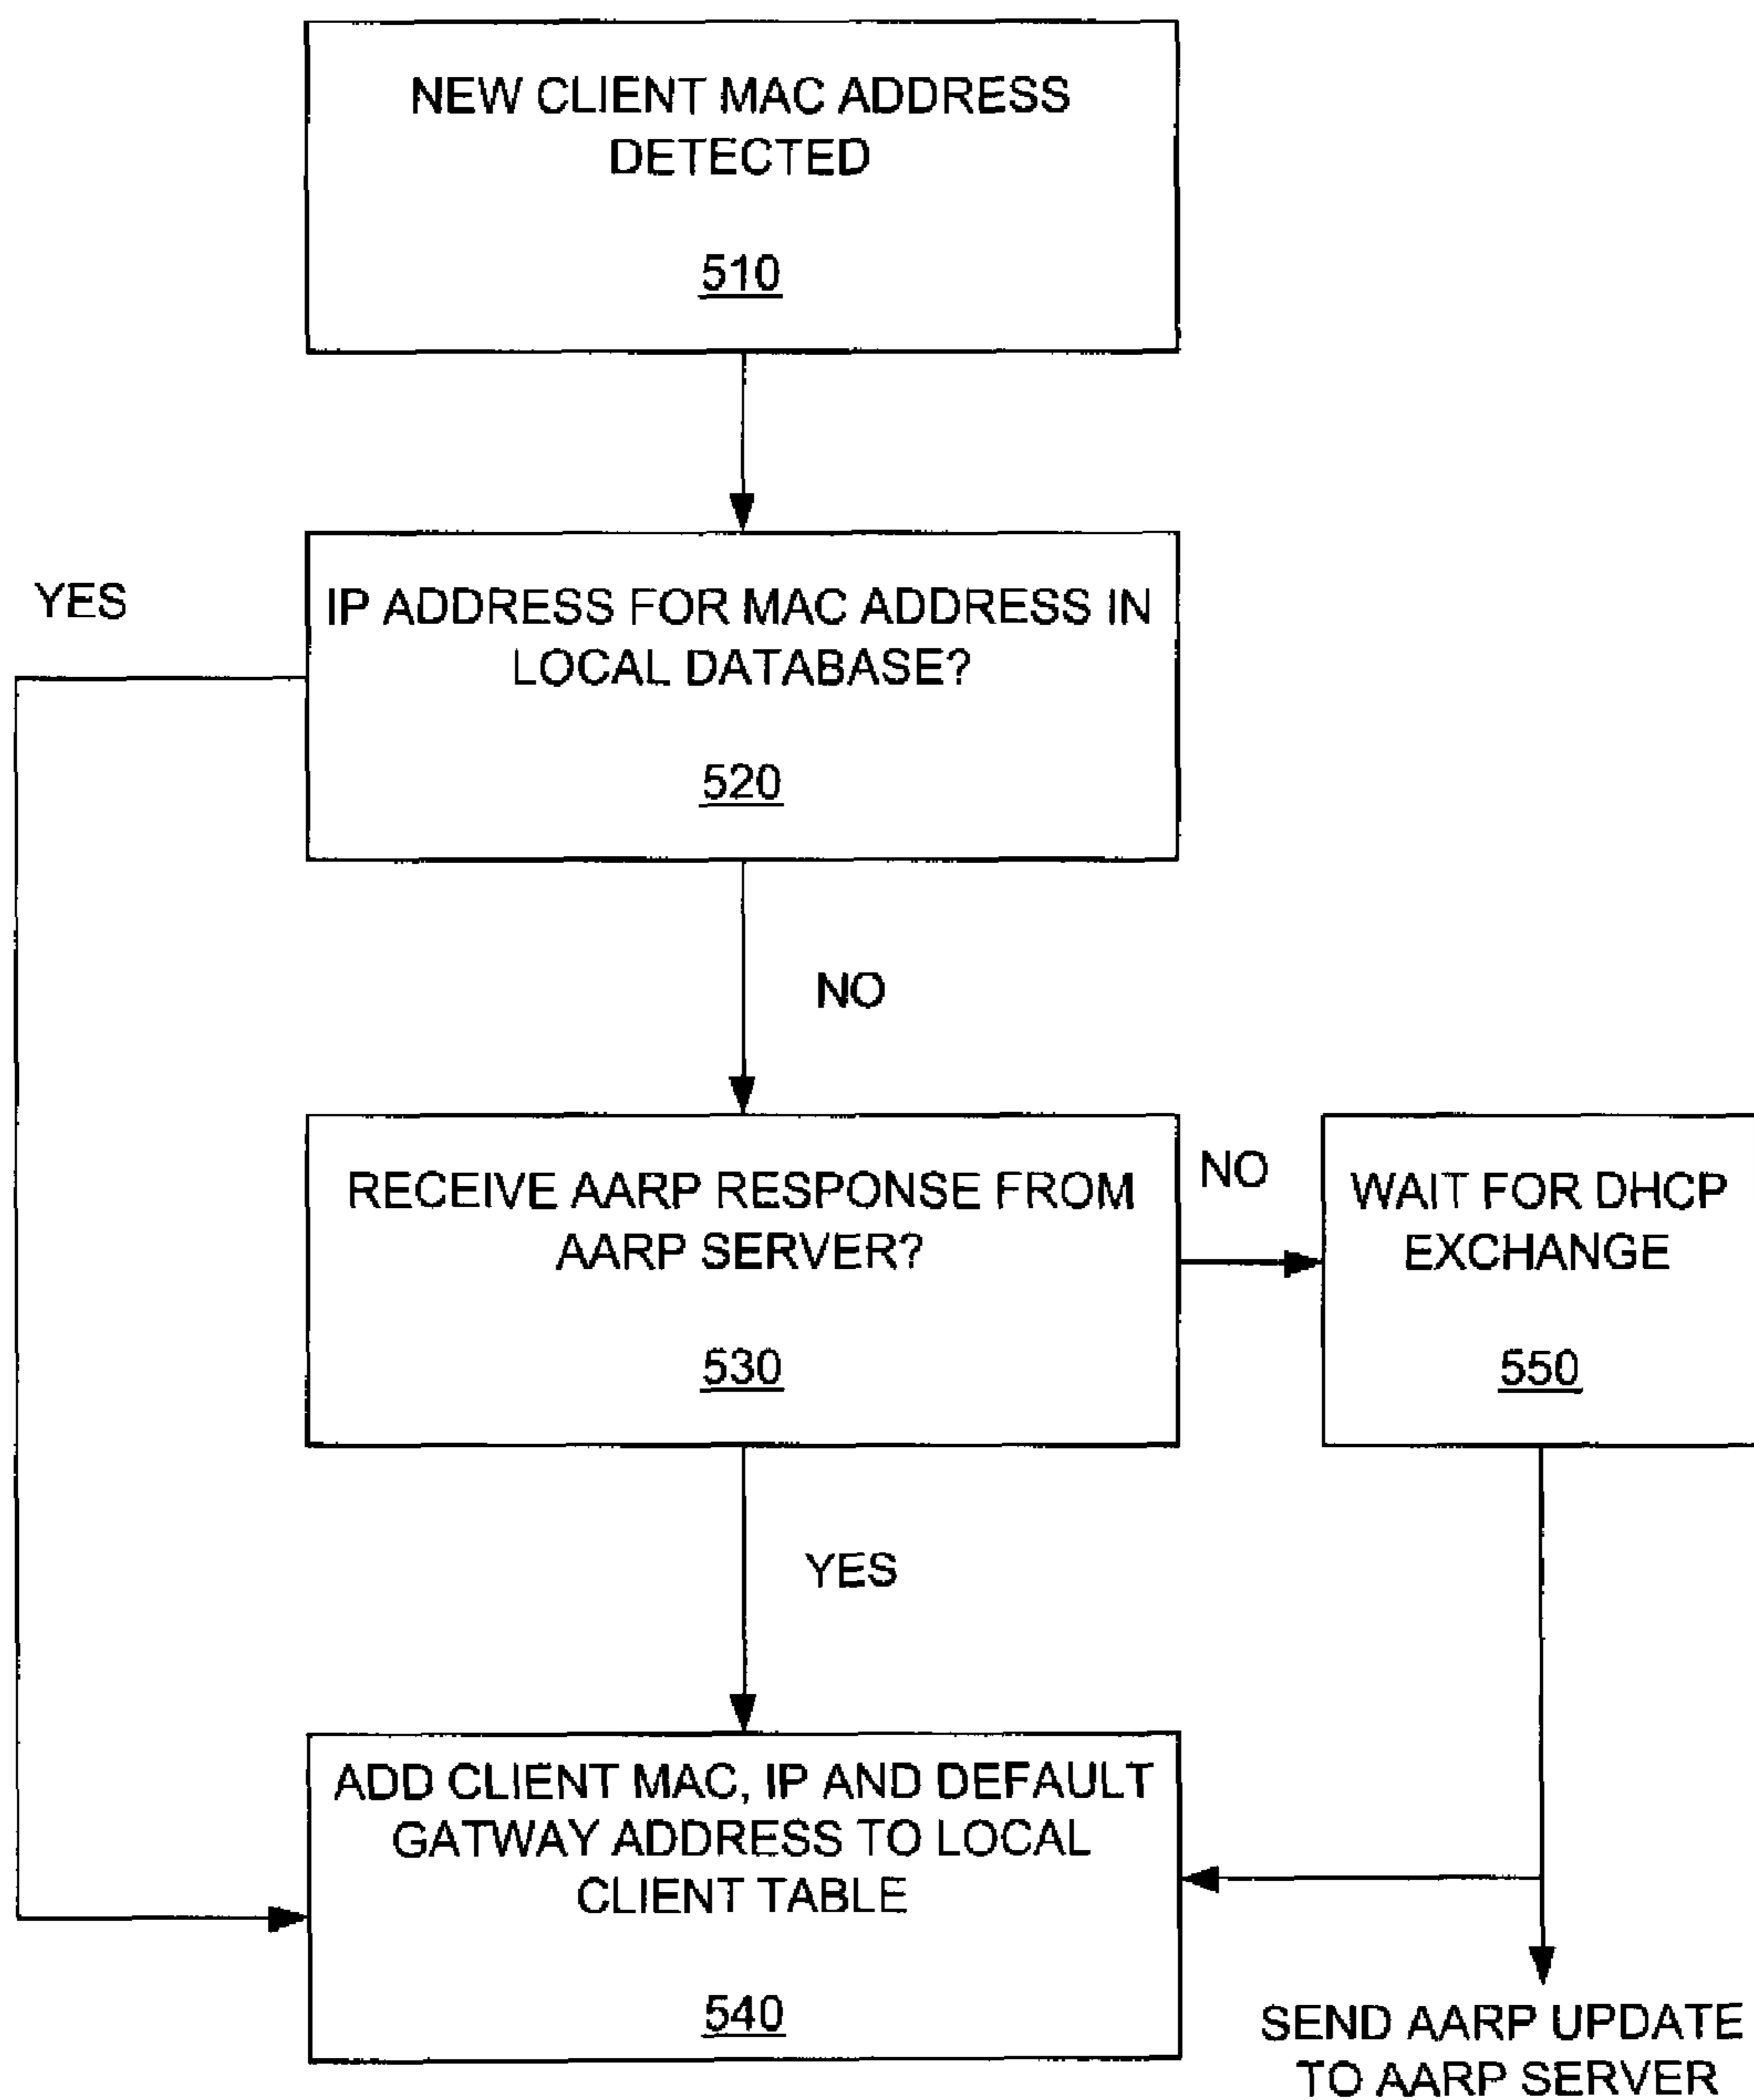 NEW CLIENT MAC ADDRESS
DETECTED
510
YES
IP ADDRESS FOR MAC ADDRESS IN
LOCAL DATABASE?
520
NO
RECEIVE AARP RESPONSE FROM
AARP SERVER?
530
NO
WAIT FOR DHCP
EXCHANGE
550
YES
ADD CLIENT MAC, IP AND DEFAULT
GATWAY ADDRESS TO LOCAL
CLIENT TABLE
540
SEND AARP UPDATE
TO AARP SERVER